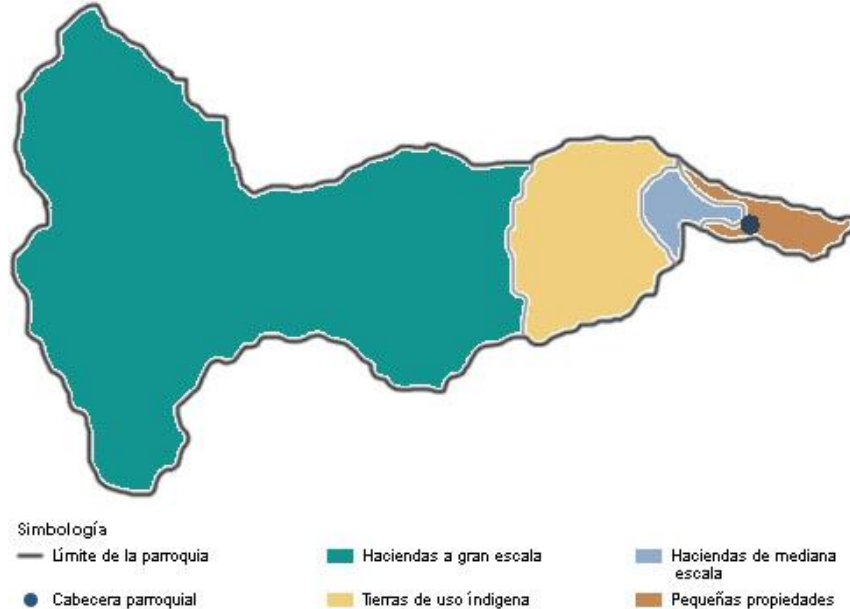 Simbología
Límite de la parroquia
Haciendas a gran escala
Haciendas de mediana
escala
Cabecera parroquial
Tierras de uso índigena
Pequeñas propiedades